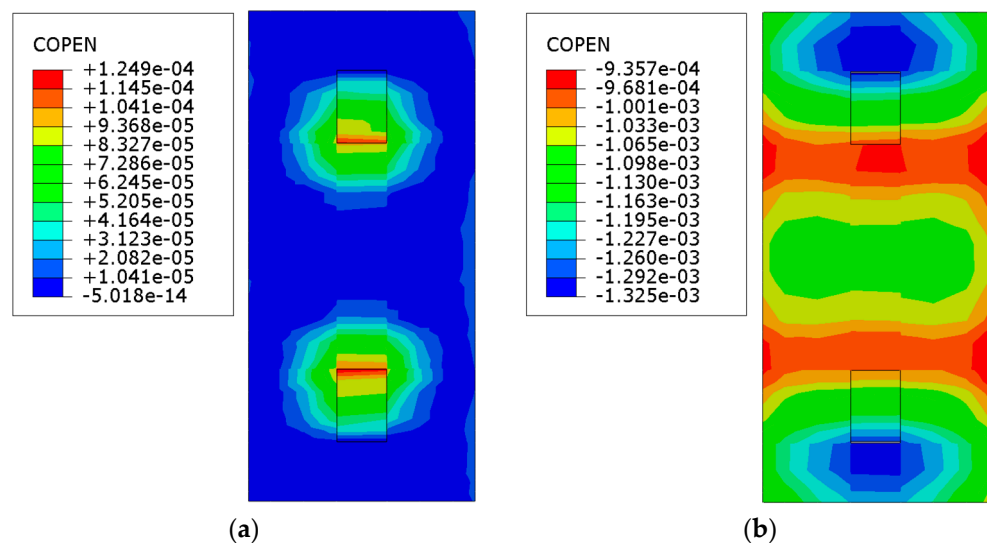 COPEN
+1.249e-04
+1.145e-04
+1.041e-04
+9.368e-05
+8.327e-05
+7.286e-05
+6.245e-05
+5.205e-05
+4.164e-05
+3.123e-05
+2.082e-05
+1.041e-05
-5.018e-14
(a)
COPEN
-9.357e-04
-9.681e-04
-1.001e-03
-1.033e-03
-1.065e-03
-1.098e-03
-1.130e-03
-1.163e-03
-1.195e-03
-1.227e-03
-1.260e-03
-1.292e-03
-1.325e-03
(b)